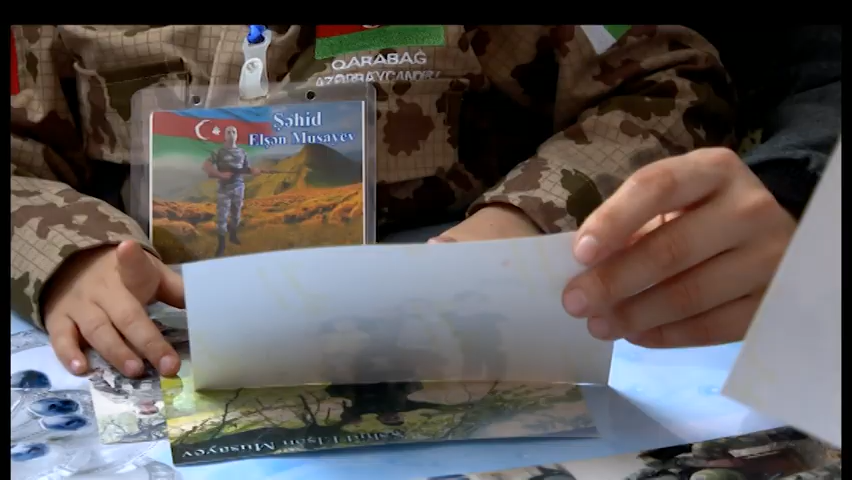 QARABAĞ
AZƏRBAYCANDIR!
Şəhid
Elşən Musayev
Şəhid Elşən Musayev